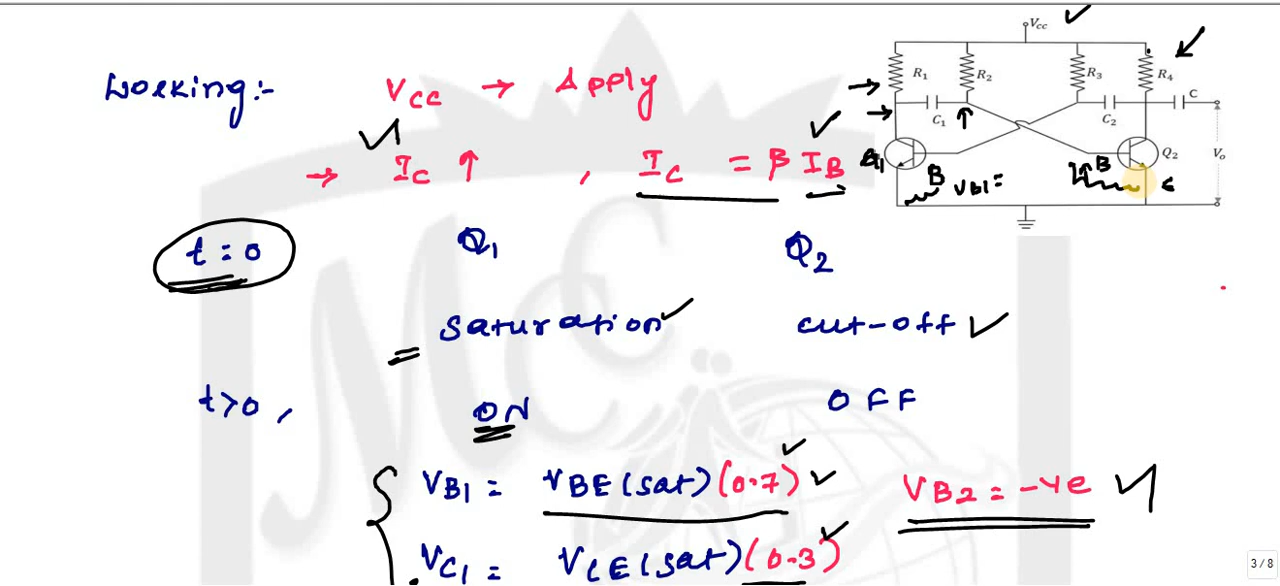 Vcc
Working:-
Vcc → Apply
R1 R2 R3 R4
C
C1 C2
→ Ic ↑ , Ic = β IB
Q1 Q2 Vo
B VB1 = B
t = 0 Q1 Q2
Saturation cut-off
t>0, ON OFF
VB1 = VBE(sat)(0.7) VB2 = -ve
VC1 = VCE(sat)(0.3)
3 / 8